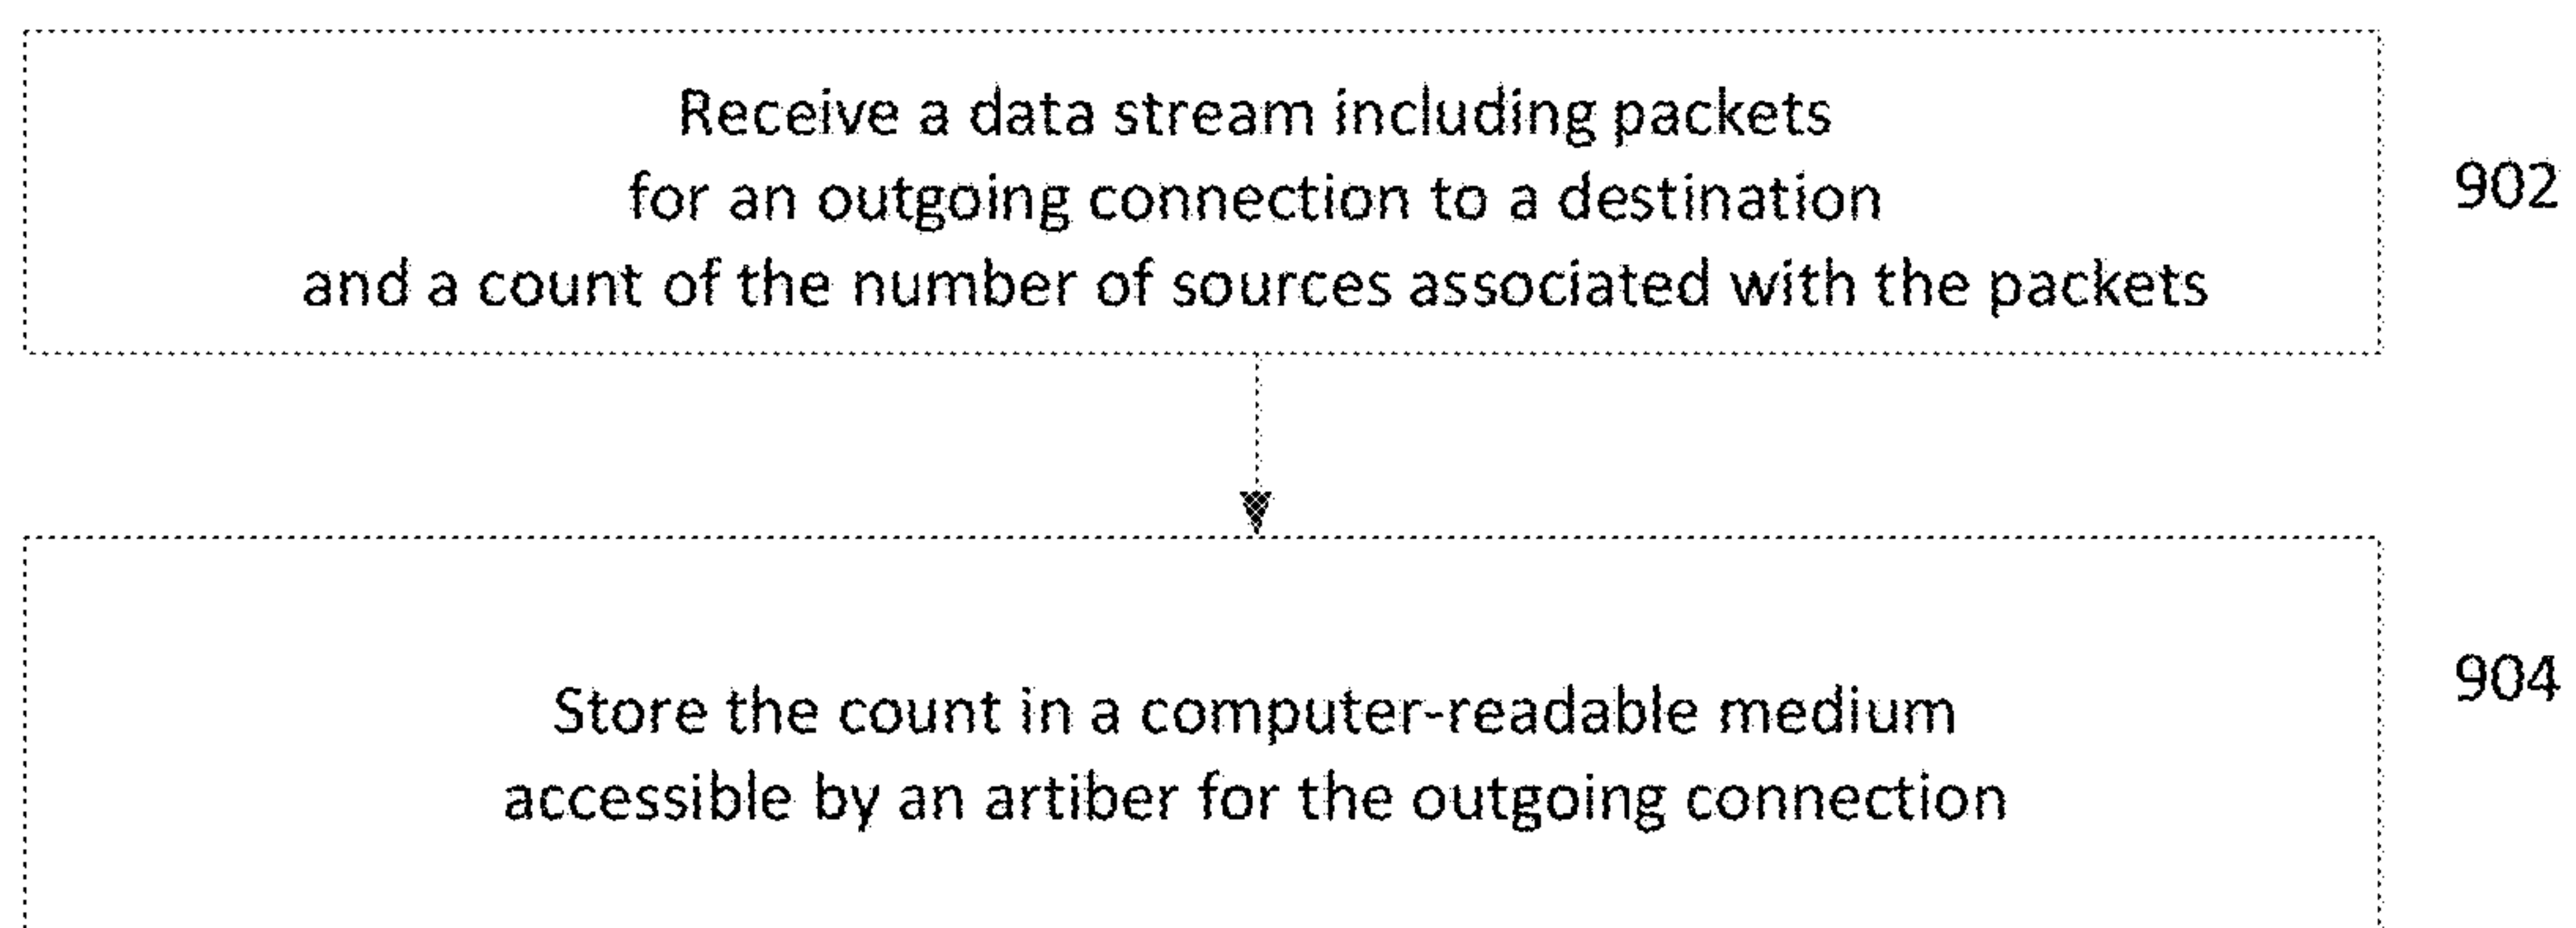 Receive a data stream including packets
for an outgoing connection to a destination
and a count of the number of sources associated with the packets
902
Store the count in a computer-readable medium
accessible by an artiber for the outgoing connection
904